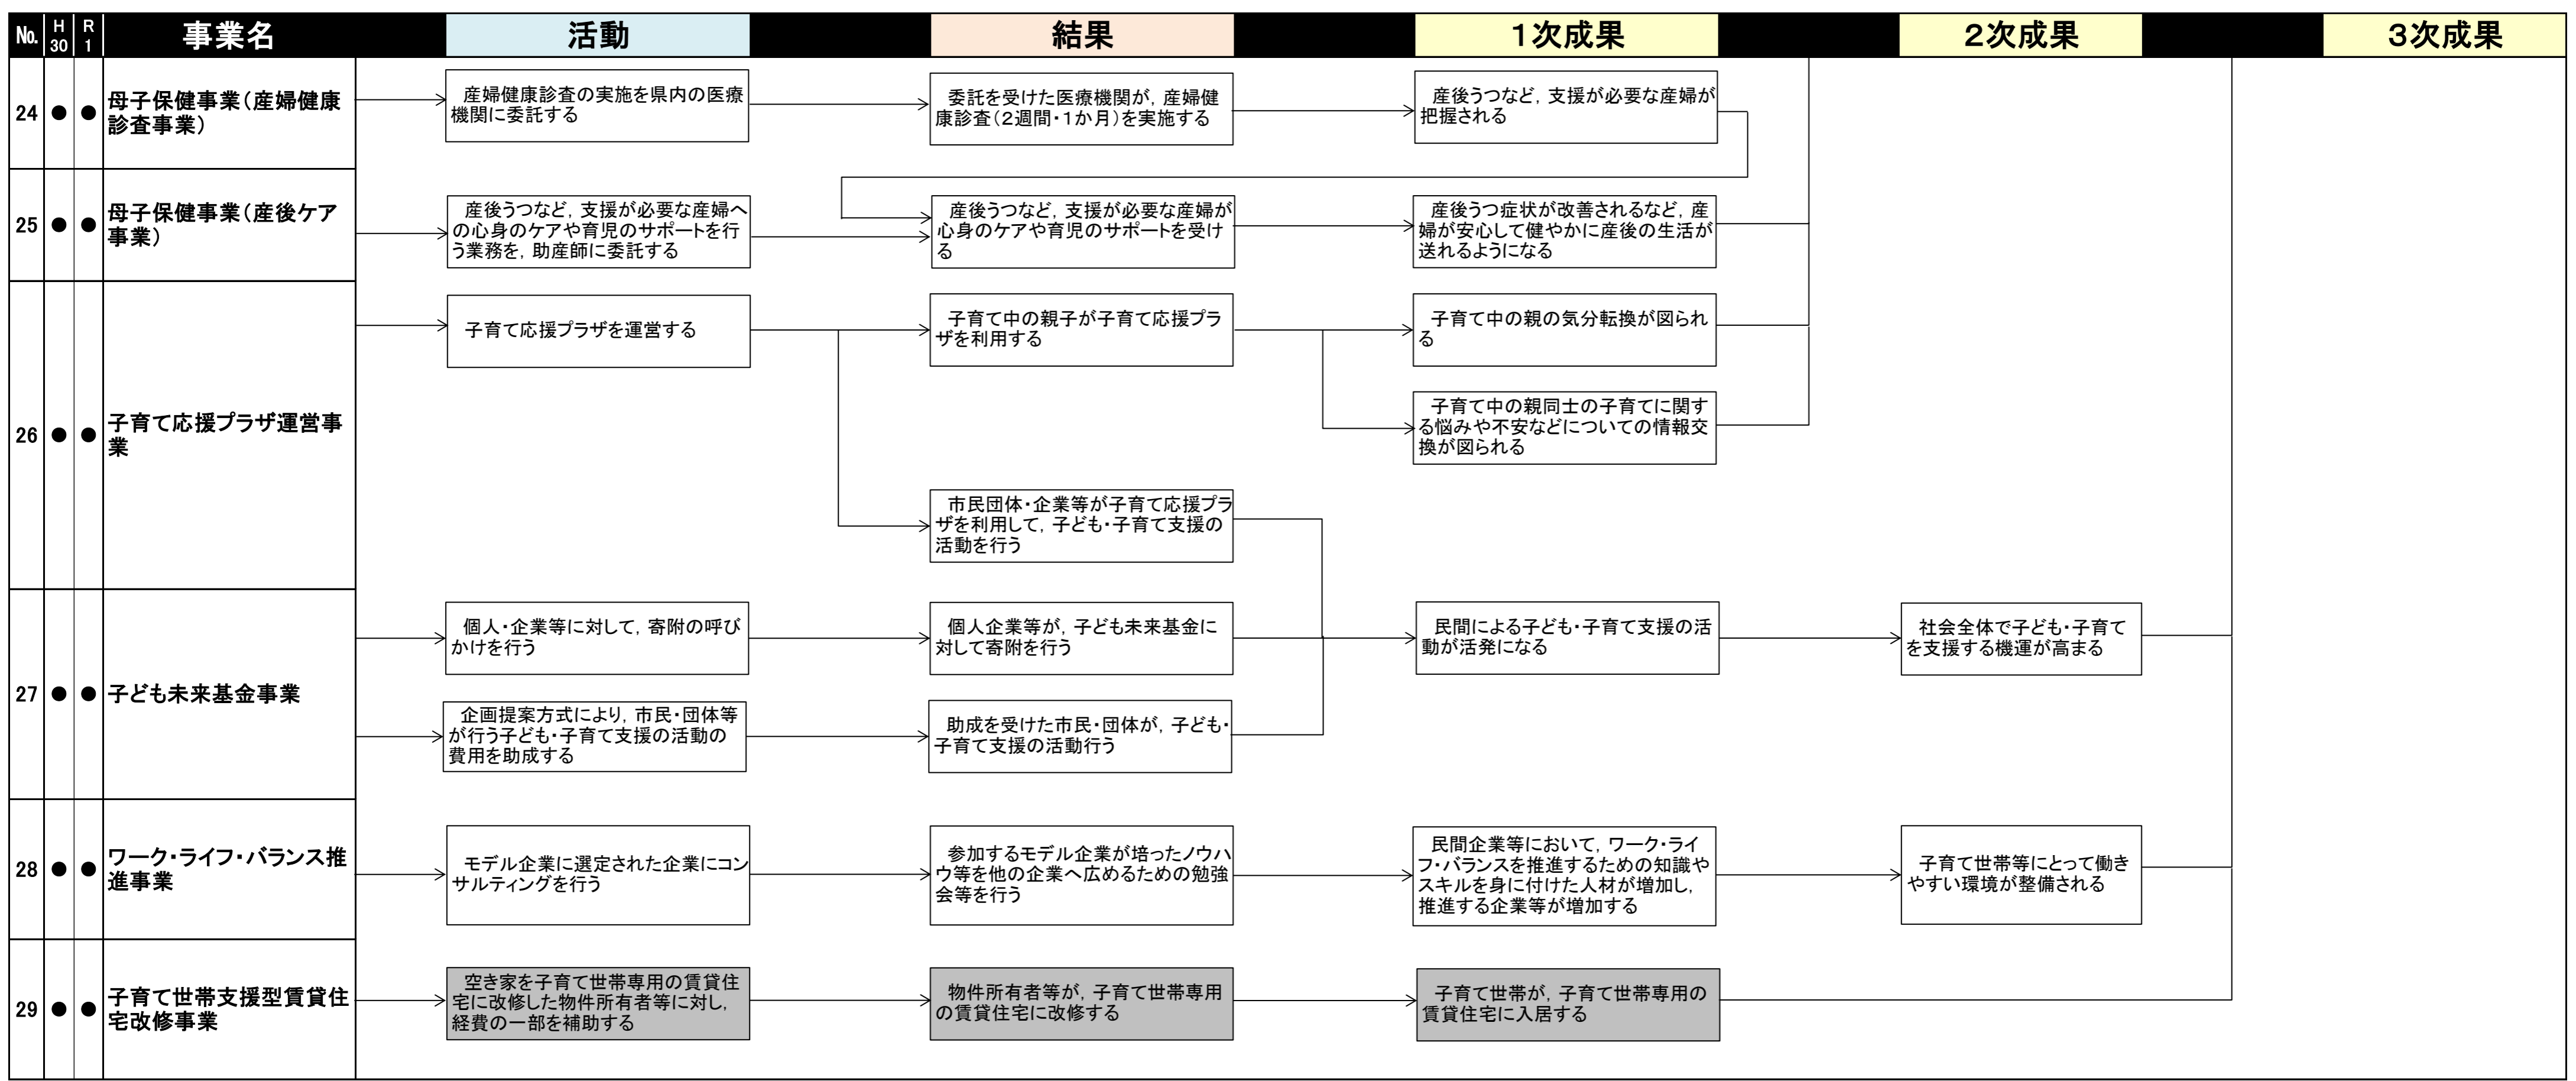 No. H30 R1 事業名 活動 結果 1次成果 2次成果 3次成果
24 ● ● 母子保健事業(産婦健康
診査事業)
産婦健康診査の実施を県内の医療
機関に委託する
委託を受けた医療機関が,産婦健
康診査(2週間・1か月)を実施する
産後うつなど,支援が必要な産婦が
把握される
25 ● ● 母子保健事業(産後ケア
事業)
産後うつなど,支援が必要な産婦へ
の心身のケアや育児のサポートを行
う業務を,助産師に委託する
産後うつなど,支援が必要な産婦が
心身のケアや育児のサポートを受け
る
産後うつ症状が改善されるなど,産
婦が安心して健やかに産後の生活が
送れるようになる
26 ● ● 子育て応援プラザ運営事
業
子育て応援プラザを運営する
子育て中の親子が子育て応援プラ
ザを利用する
子育て中の親の気分転換が図られ
る
子育て中の親同士の子育てに関す
る悩みや不安などについての情報交
換が図られる
市民団体・企業等が子育て応援プラ
ザを利用して,子ども・子育て支援の
活動を行う
27 ● ● 子ども未来基金事業
個人・企業等に対して,寄附の呼び
かけを行う
個人企業等が,子ども未来基金に
対して寄附を行う
民間による子ども・子育て支援の活
動が活発になる
社会全体で子ども・子育て
を支援する機運が高まる
企画提案方式により,市民・団体等
が行う子ども・子育て支援の活動の
費用を助成する
助成を受けた市民・団体が,子ども・
子育て支援の活動行う
28 ● ● ワーク・ライフ・バランス推
進事業
モデル企業に選定された企業にコン
サルティングを行う
参加するモデル企業が培ったノウハ
ウ等を他の企業へ広めるための勉強
会等を行う
民間企業等において,ワーク・ライ
フ・バランスを推進するための知識や
スキルを身に付けた人材が増加し,
推進する企業等が増加する
子育て世帯等にとって働き
やすい環境が整備される
29 ● ● 子育て世帯支援型賃貸住
宅改修事業
空き家を子育て世帯専用の賃貸住
宅に改修した物件所有者等に対し,
経費の一部を補助する
物件所有者等が,子育て世帯専用
の賃貸住宅に改修する
子育て世帯が,子育て世帯専用の
賃貸住宅に入居する